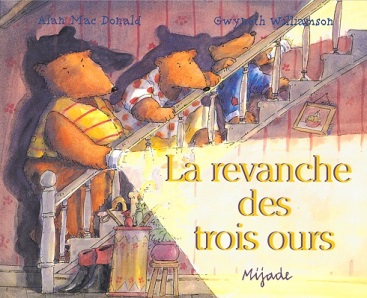 Alan Mac Donald Gwyneth Williamson
La revanche
des
trois ours
Mijade